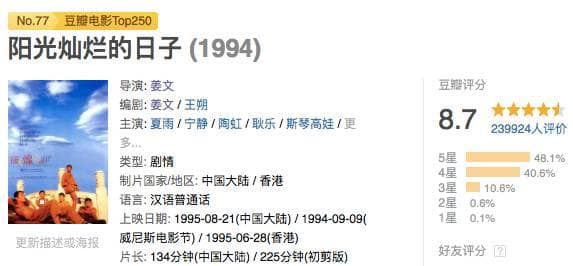 No.77 豆瓣电影Top250
阳光灿烂的日子 (1994)
导演: 姜文
编剧: 姜文 / 王朔
主演: 夏雨 / 宁静 / 陶虹 / 耿乐 / 斯琴高娃 / 更
多...
类型: 剧情
制片国家/地区: 中国大陆 / 香港
语言: 汉语普通话
上映日期: 1995-08-21(中国大陆) / 1994-09-09(
威尼斯电影节) / 1995-06-28(香港)
片长: 134分钟(中国大陆) / 225分钟(初剪版)
更新描述或海报
豆瓣评分
8.7
239924人评价
5星 48.1%
4星 40.6%
3星 10.6%
2星 0.6%
1星 0.1%
好友评分 ?